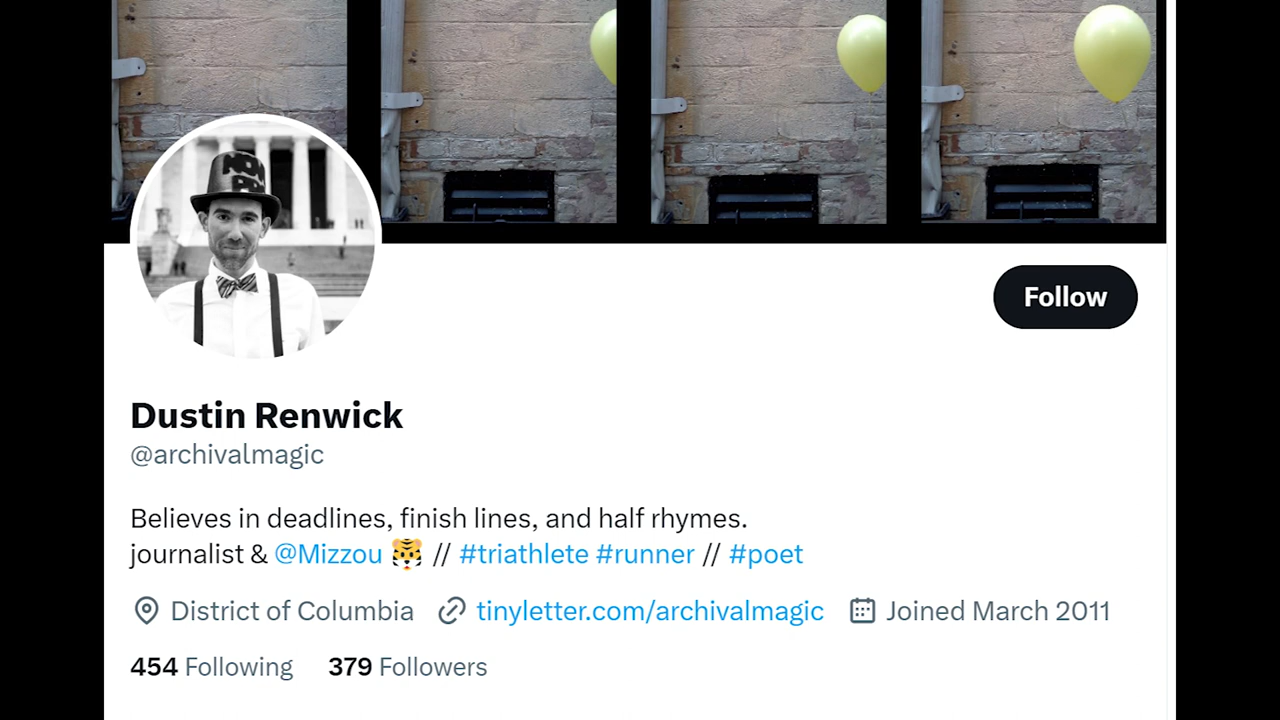 Follow
Dustin Renwick
@archivalmagic
Believes in deadlines, finish lines, and half rhymes.
journalist & @Mizzou 🐯 // #triathlete #runner // #poet
District of Columbia tinyletter.com/archivalmagic Joined March 2011
454 Following 379 Followers